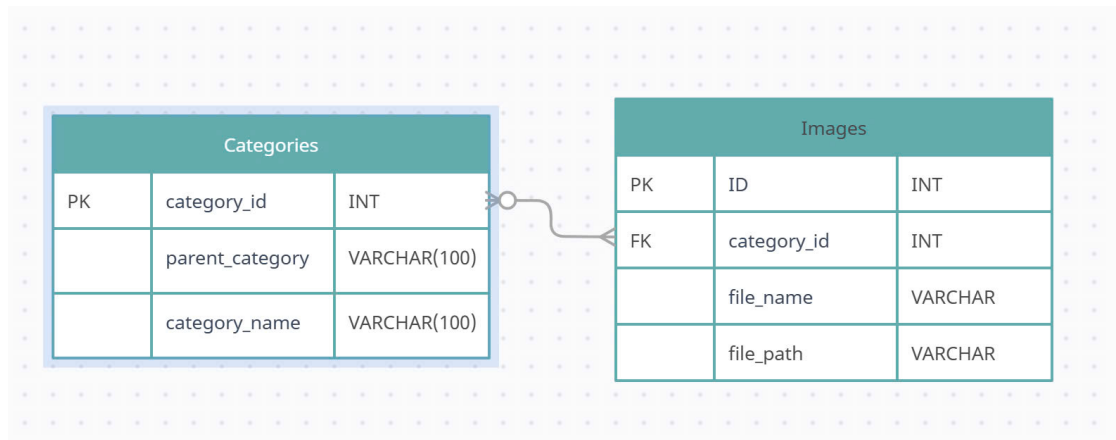 Categories
PK category_id INT
parent_category VARCHAR(100)
category_name VARCHAR(100)
Images
PK ID INT
FK category_id INT
file_name VARCHAR
file_path VARCHAR